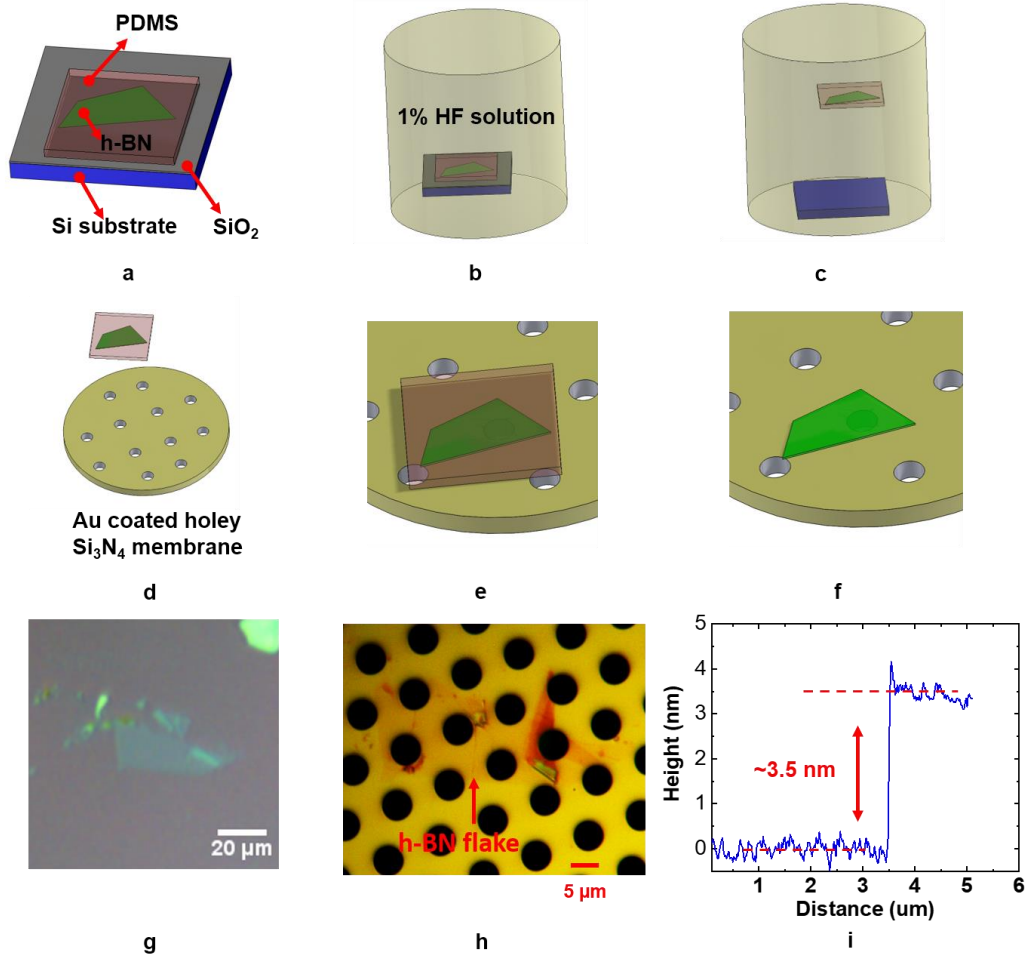 PDMS
h-BN
Si substrate
SiO₂
a
1% HF solution
b
c
Au coated holey
Si₃N₄ membrane
d
e
f
20 µm
g
h-BN flake
5 µm
h
5
4
3
2
1
0
Height (nm)
~3.5 nm
1 2 3 4 5 6
Distance (um)
i